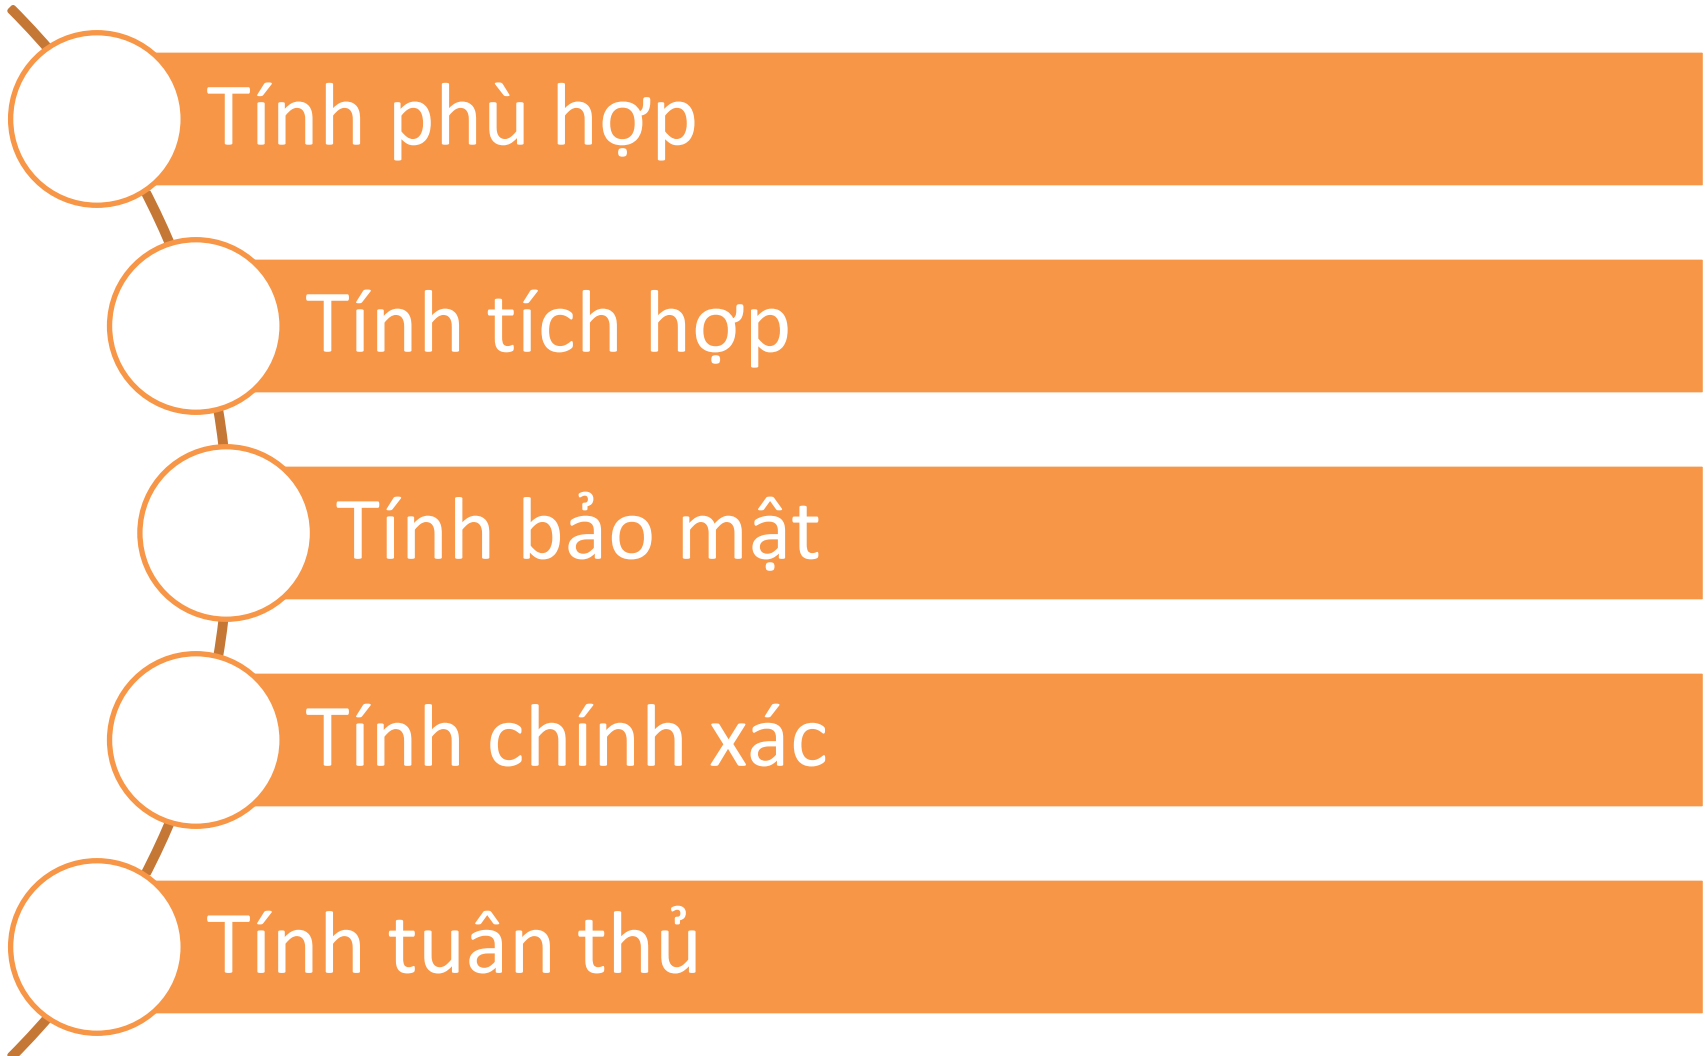 Tính phù hợp
Tính tích hợp
Tính bảo mật
Tính chính xác
Tính tuân thủ